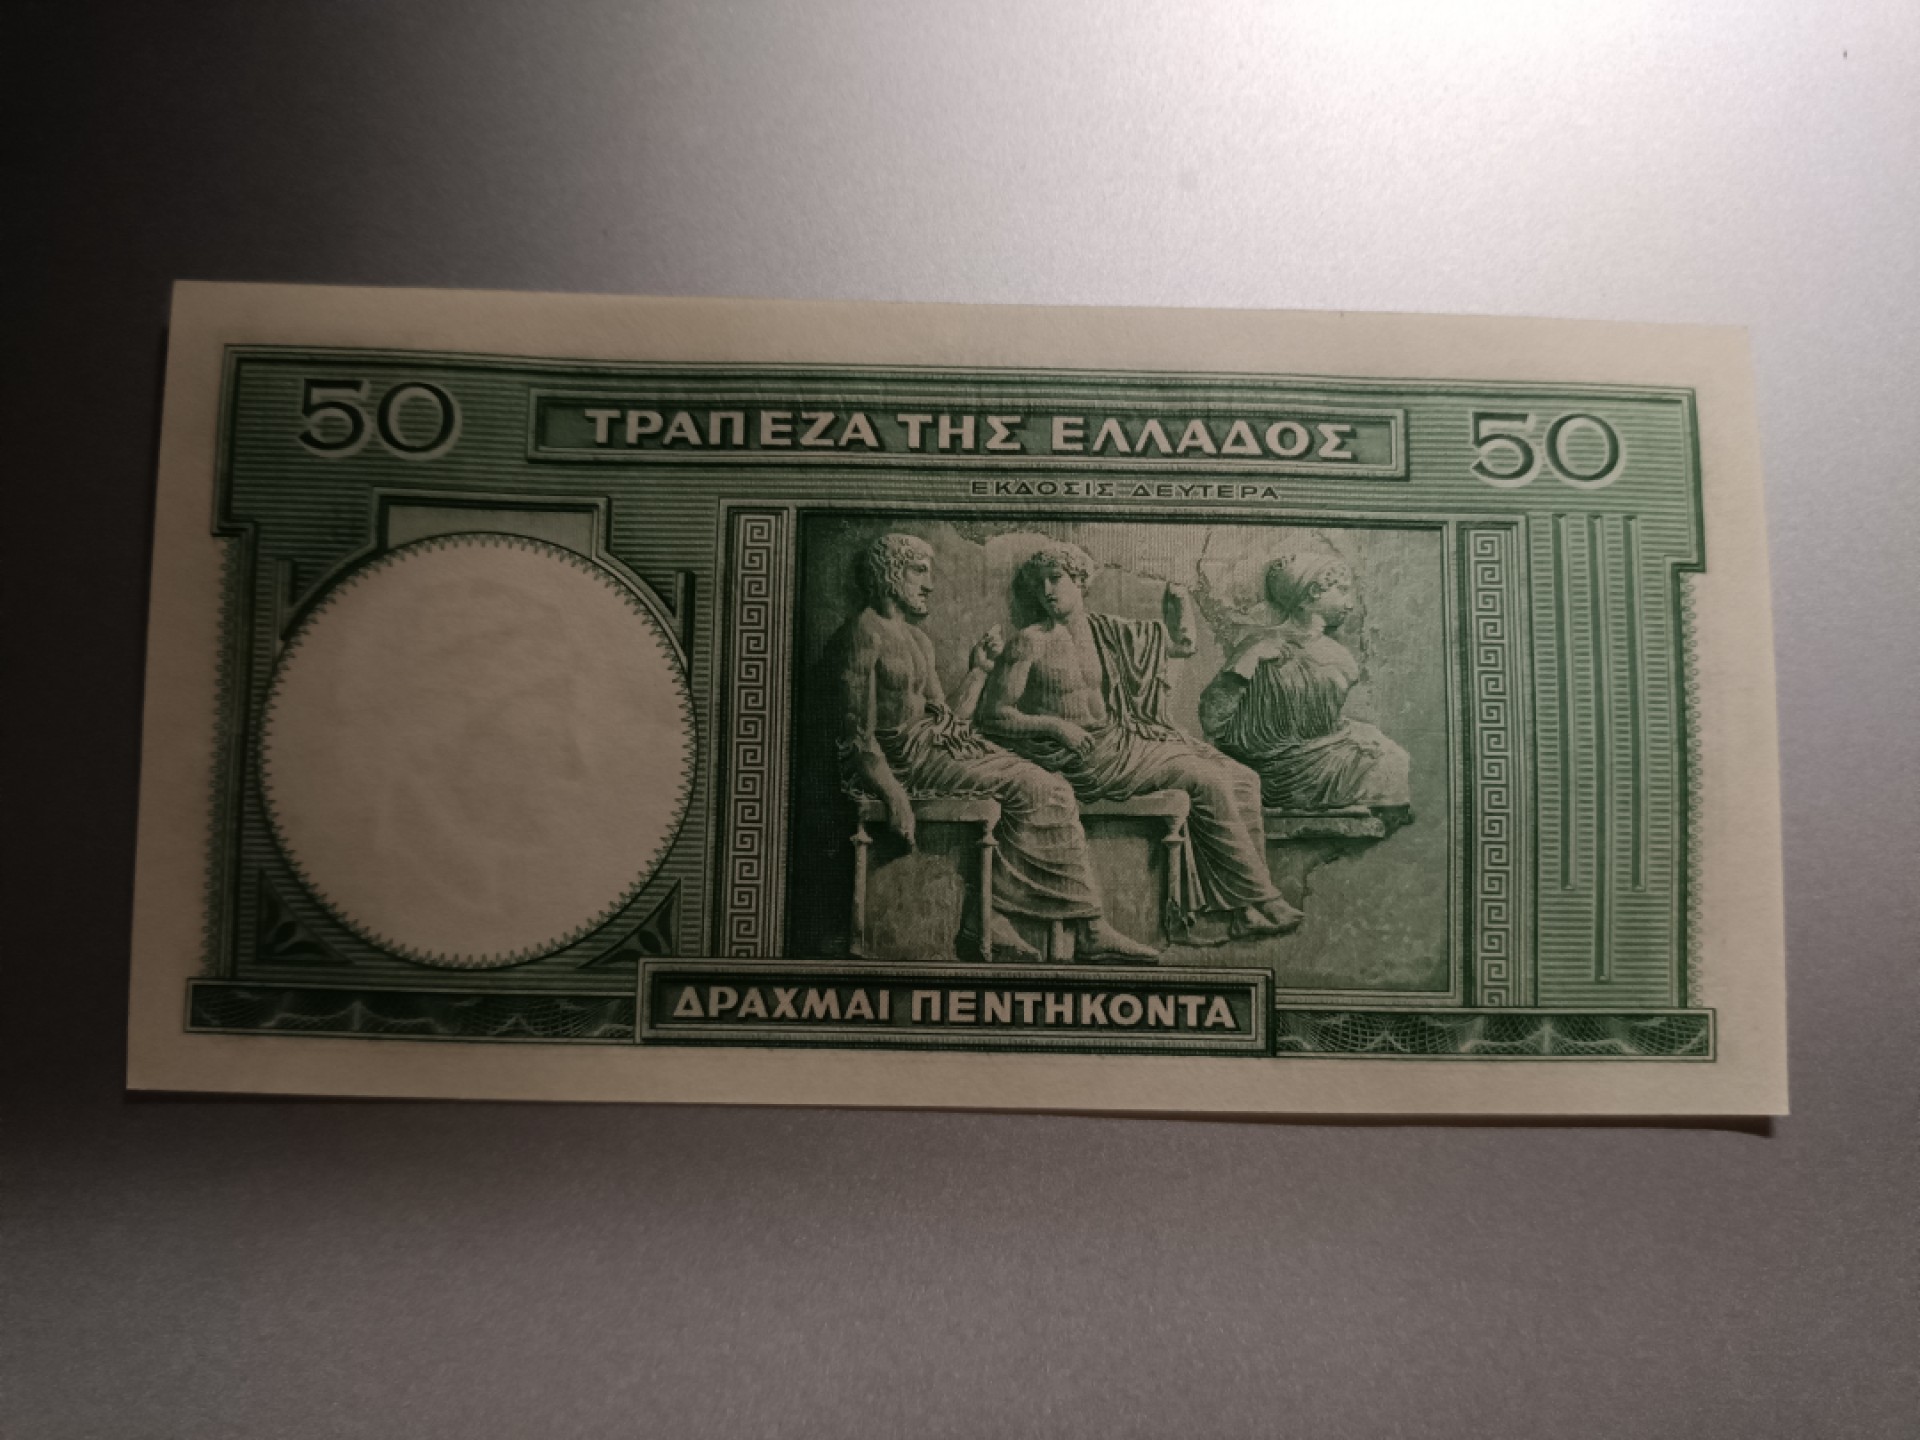 50 ΤΡΑΠΕΖΑ ΤΗΣ ΕΛΛΑΔΟΣ 50
ΕΚΔΟΣΙΣ ΔΕΥΤΕΡΑ
ΔΡΑΧΜΑΙ ΠΕΝΤΗΚΟΝΤΑ